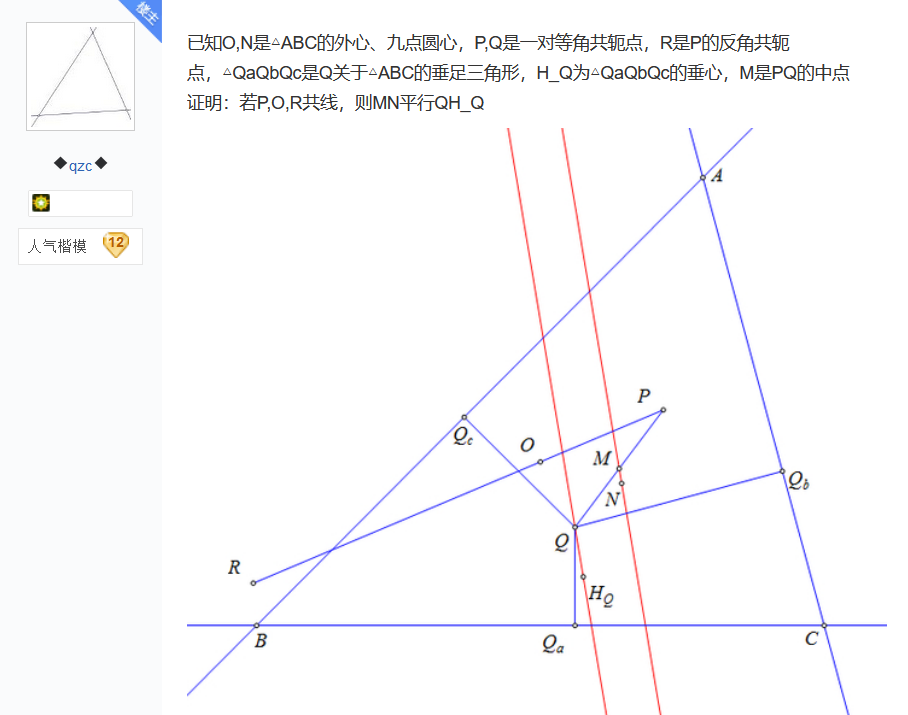 楼主
已知O,N是△ABC的外心、九点圆心，P,Q是一对等角共轭点，R是P的反角共轭
点，△QaQbQc是Q关于△ABC的垂足三角形，H_Q为△QaQbQc的垂心，M是PQ的中点
证明：若P,O,R共线，则MN平行QH_Q
◆qzc◆
人气楷模 12
A
P
Qc
O
M
Qb
N
Q
R
HQ
B
Qa
C